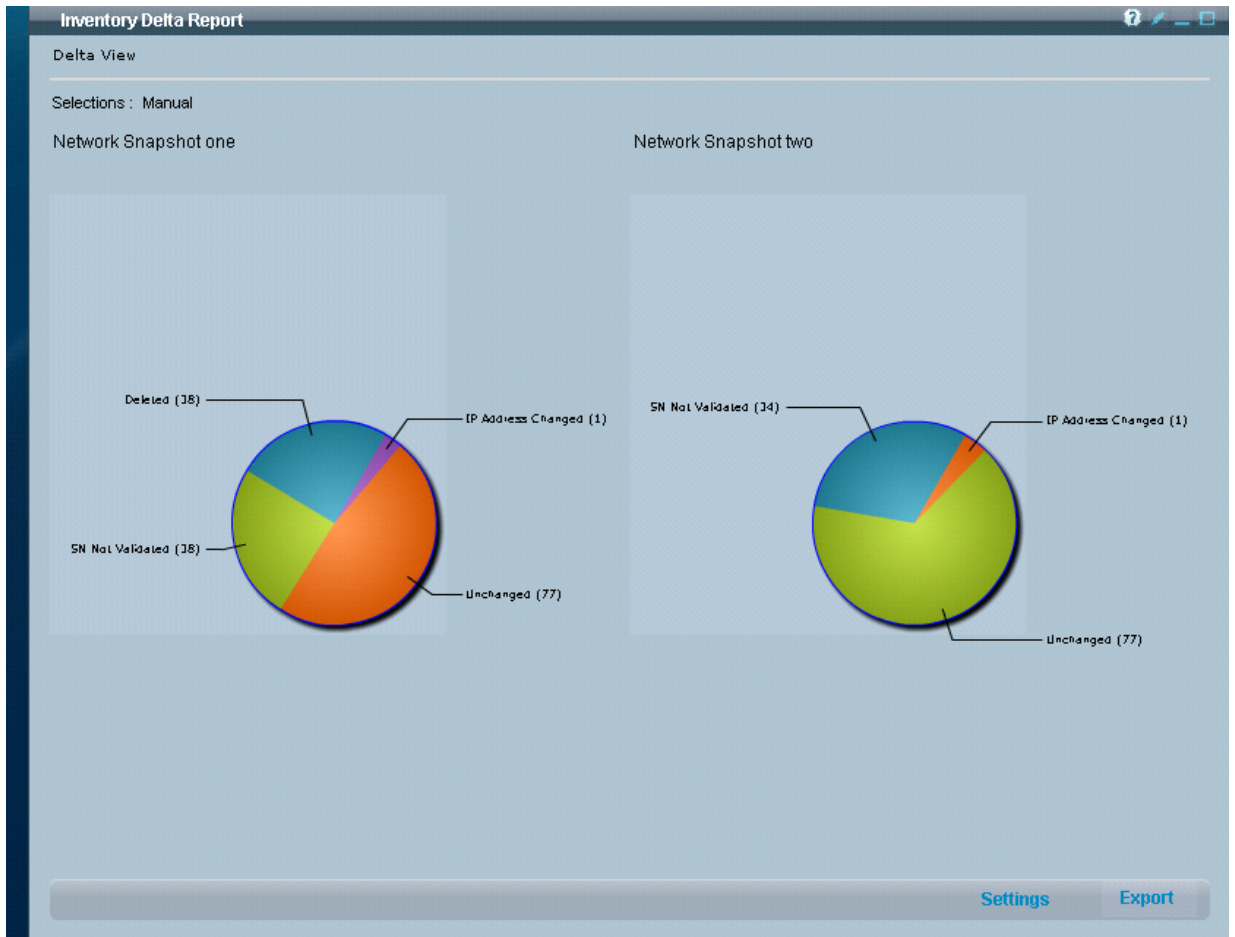 Inventory Delta Report
Delta View
Selections : Manual
Network Snapshot one
Network Snapshot two
Deleted (38)
IP Address Changed (1)
SN Not Validated (38)
Unchanged (77)
SN Not Validated (34)
IP Address Changed (1)
Unchanged (77)
Settings
Export